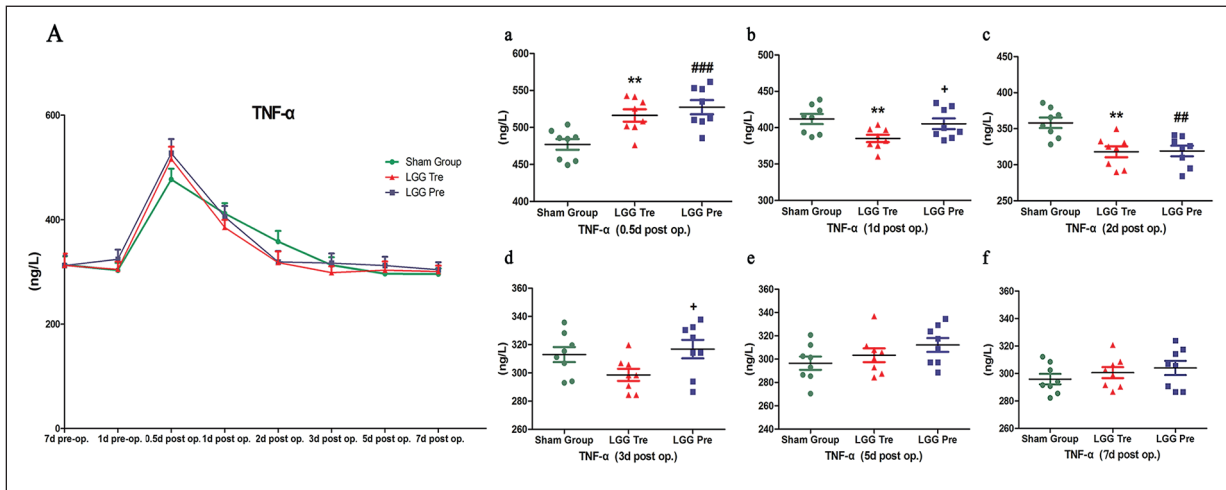 A
TNF-α
600
400
200
0
(ng/L)
Sham Group
LGG Tre
LGG Pre
7d pre-op. 1d pre-op. 0.5d post op. 1d post op. 2d post op. 3d post op. 5d post op. 7d post op.
a
600
550
500
450
400
(ng/L)
** ###
Sham Group LGG Tre LGG Pre
TNF-α (0.5d post op.)
b
500
450
400
350
300
(ng/L)
** +
Sham Group LGG Tre LGG Pre
TNF-α (1d post op.)
c
450
400
350
300
250
(ng/L)
** ##
Sham Group LGG Tre LGG Pre
TNF-α (2d post op.)
d
360
340
320
300
280
260
(ng/L)
+
Sham Group LGG Tre LGG Pre
TNF-α (3d post op.)
e
360
340
320
300
280
260
240
(ng/L)
Sham Group LGG Tre LGG Pre
TNF-α (5d post op.)
f
360
340
320
300
280
260
(ng/L)
Sham Group LGG Tre LGG Pre
TNF-α (7d post op.)